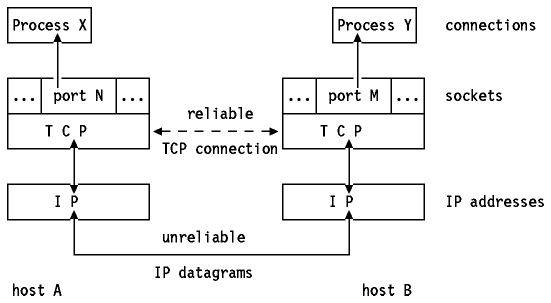 Process X Process Y connections
... port N ... ... port M ... sockets
reliable
T C P T C P
TCP connection
I P I P IP addresses
unreliable
IP datagrams
host A host B